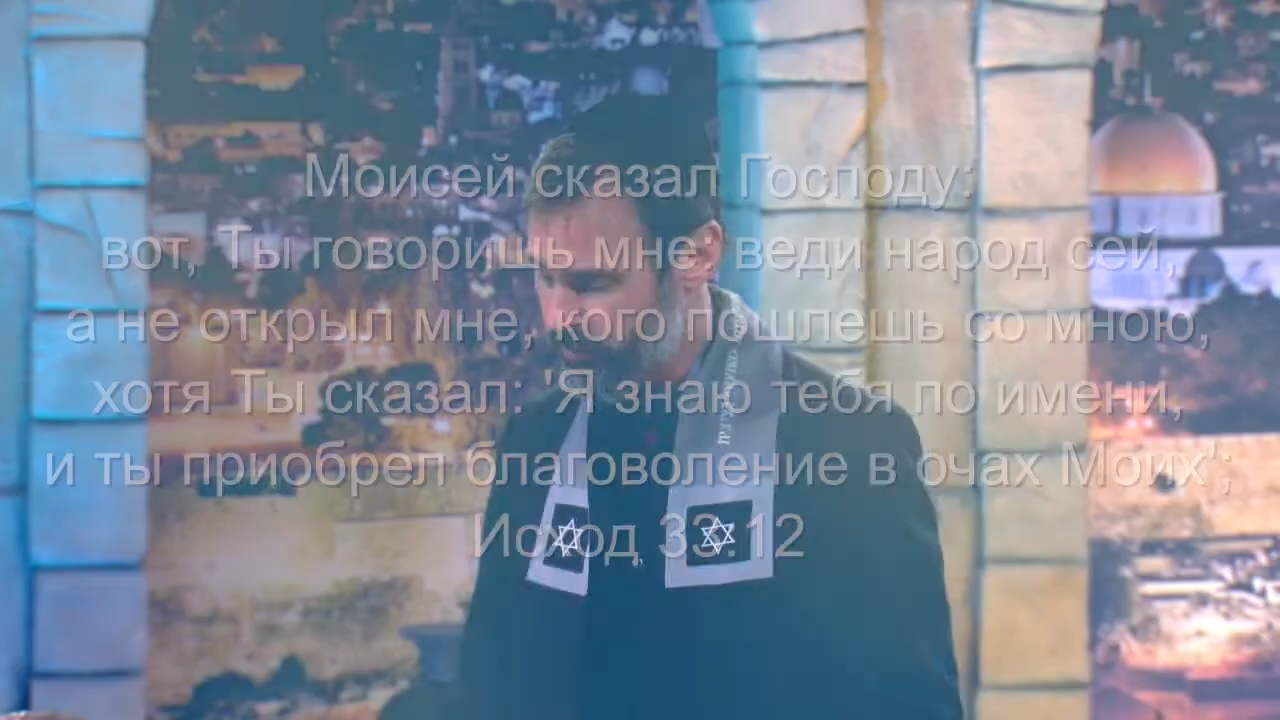 Моисей сказал Господу:
вот, Ты говоришь мне: веди народ сей,
а не открыл мне, кого пошлешь со мною,
хотя Ты сказал: 'Я знаю тебя по имени,
и ты приобрел благоволение в очах Моих';
Исход, 33:12